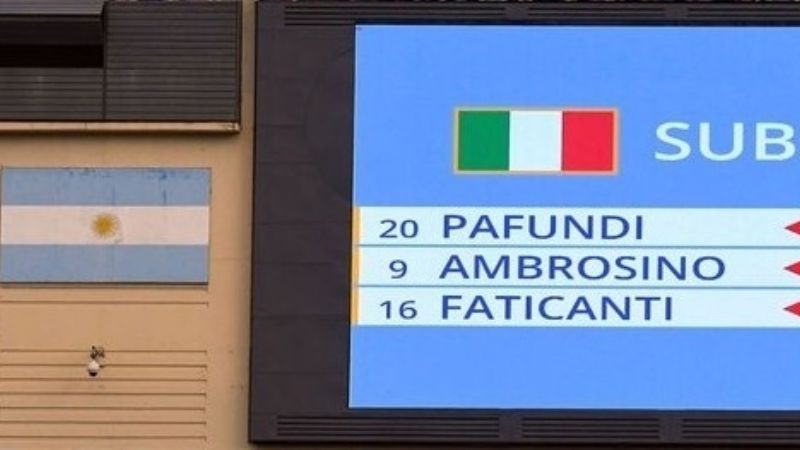 SUB
20 PAFUNDI
9 AMBROSINO
16 FATICANTI